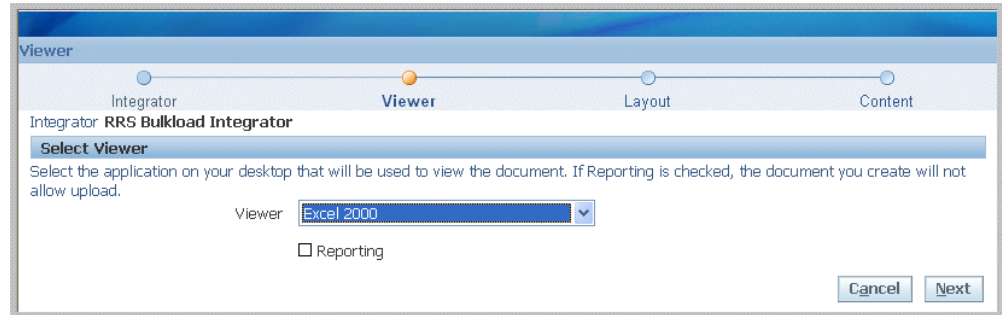 Viewer
Integrator Viewer Layout Content
Integrator RRS Bulkload Integrator
Select Viewer
Select the application on your desktop that will be used to view the document. If Reporting is checked, the document you create will not
allow upload.
Viewer Excel 2000
Reporting
Cancel Next